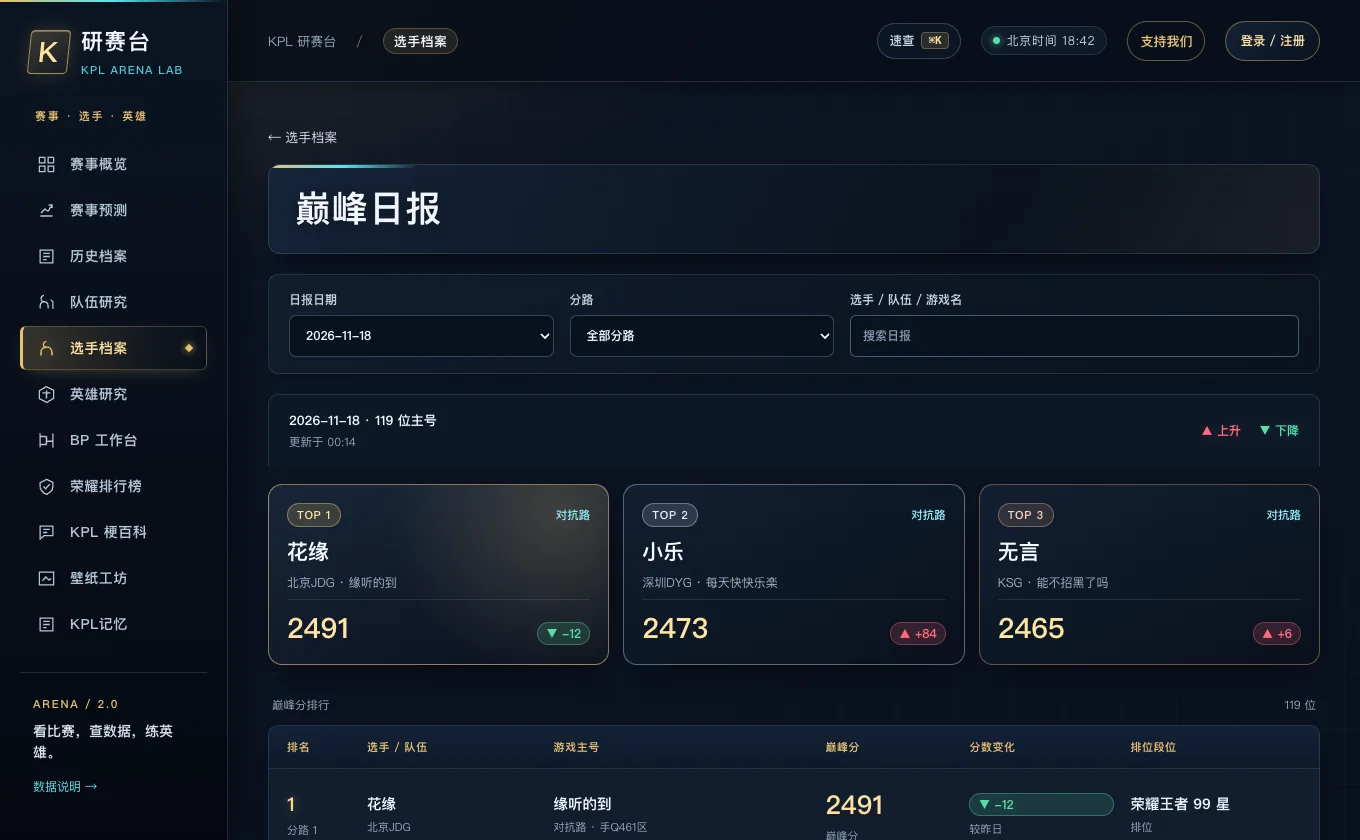 K 研赛台
KPL ARENA LAB
赛事 · 选手 · 英雄
赛事概览
赛事预测
历史档案
队伍研究
选手档案
英雄研究
BP 工作台
荣耀排行榜
KPL 梗百科
壁纸工坊
KPL记忆
ARENA / 2.0
看比赛，查数据，练英
雄。
数据说明 →
KPL 研赛台 / 选手档案
速查 ⌘K
北京时间 18:42
支持我们
登录 / 注册
← 选手档案
巅峰日报
日报日期 分路 选手 / 队伍 / 游戏名
2026-11-18 全部分路 搜索日报
2026-11-18 · 119 位主号
更新于 00:14
▲ 上升 ▼ 下降
TOP 1 对抗路
花缘
北京JDG · 缘听的到
2491 ▼ -12
TOP 2 对抗路
小乐
深圳DYG · 每天快快乐楽
2473 ▲ +84
TOP 3 对抗路
无言
KSG · 能不招黑了吗
2465 ▲ +6
巅峰分排行 119 位
排名 选手 / 队伍 游戏主号 巅峰分 分数变化 排位段位
1 花缘 缘听的到 2491 ▼ -12 荣耀王者 99 星
分路 1 北京JDG 对抗路 · 手Q461区 巅峰分 较昨日 排位